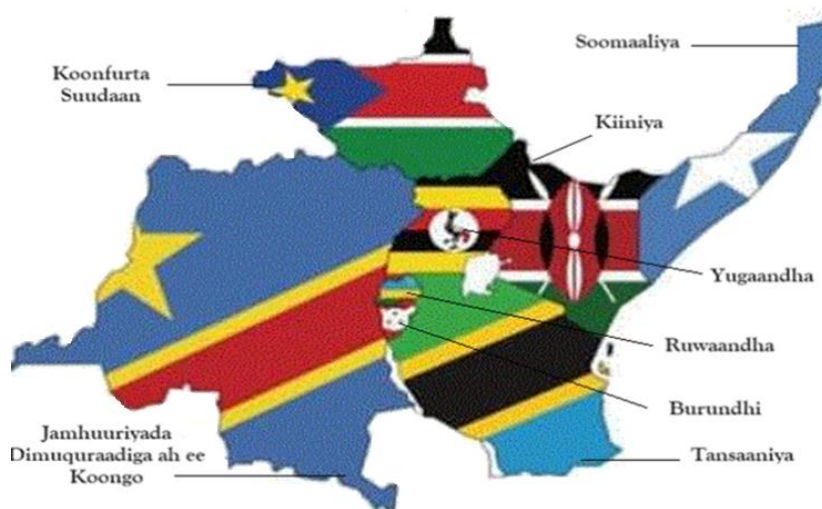 Soomaaliya
Koonfurta
Suudaan
Kiiniya
Yugaandha
Ruwaandha
Burundhi
Jamhuuriyada
Dimuquraadiga ah ee
Koongo
Tansaaniya